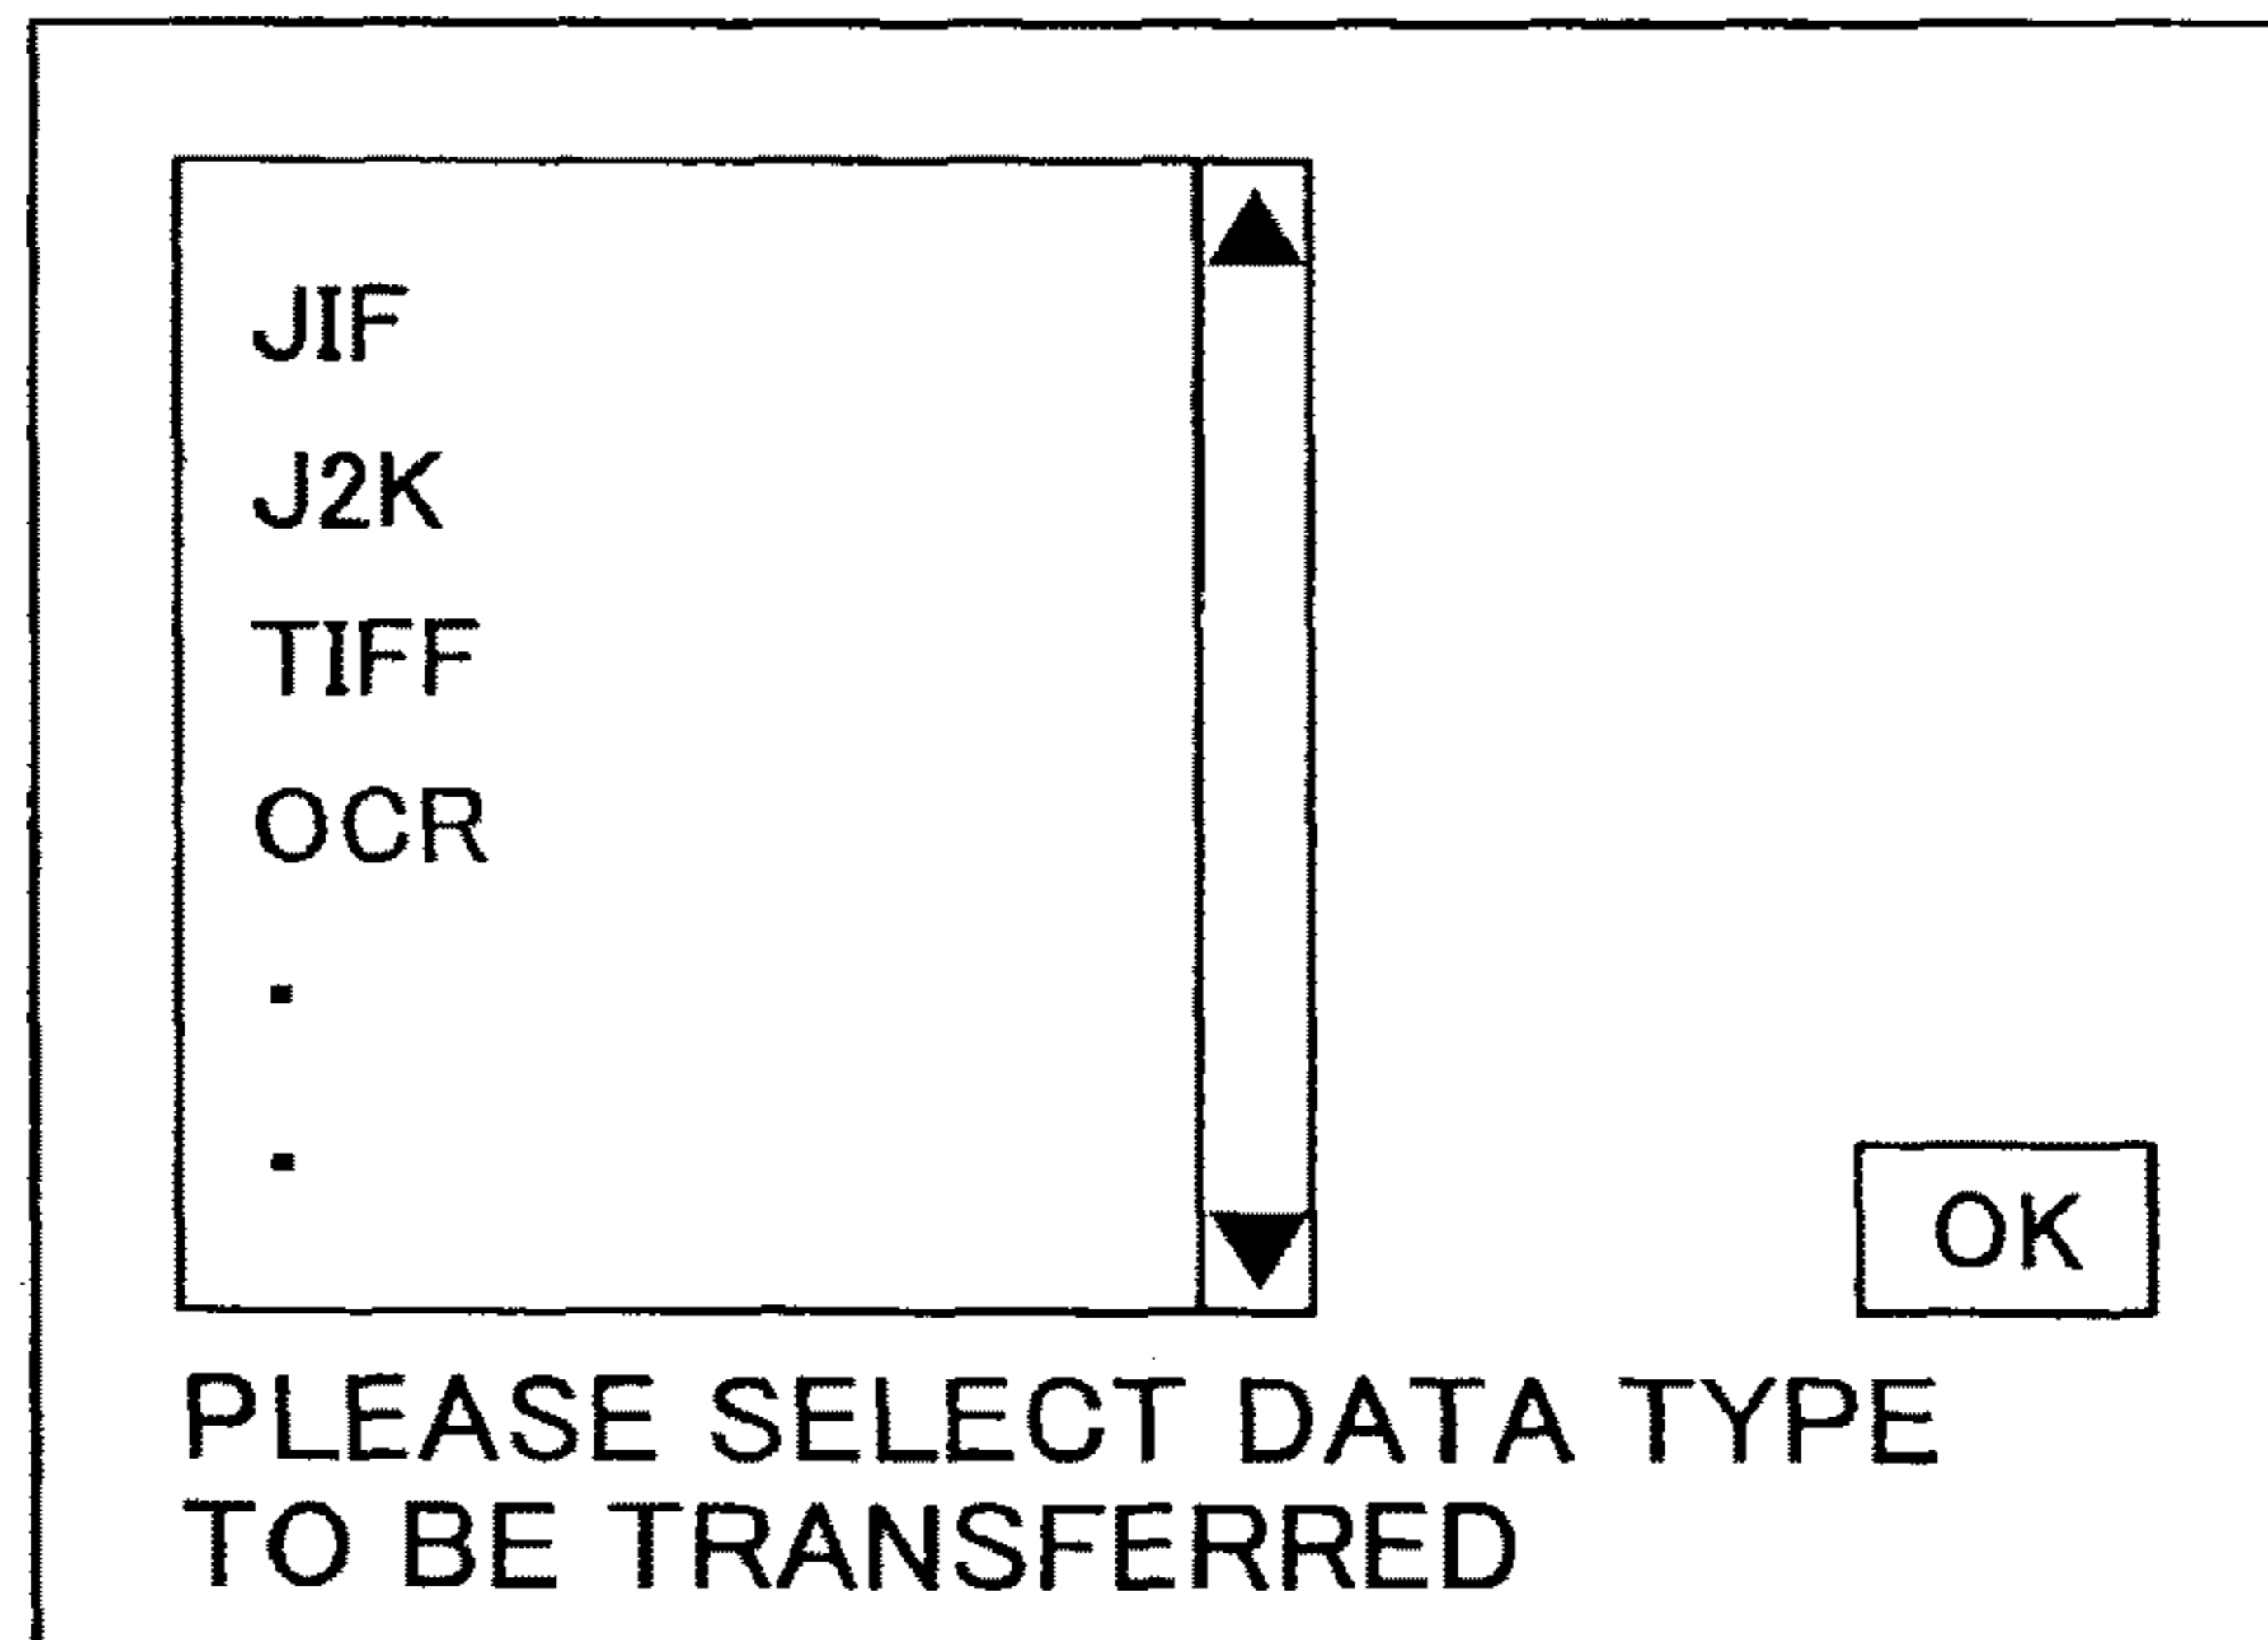 JIF
J2K
TIFF
OCR
▪
▪
OK
PLEASE SELECT DATA TYPE
TO BE TRANSFERRED